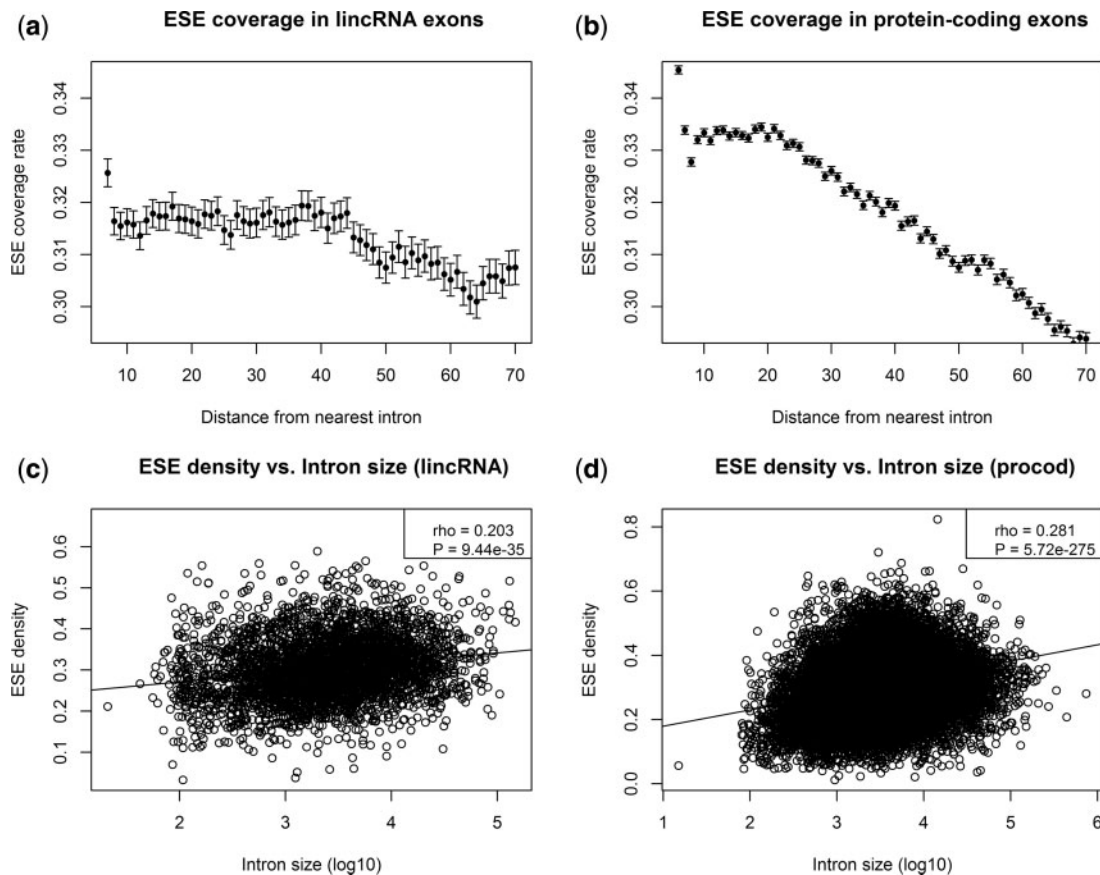 (a) ESE coverage in lincRNA exons
ESE coverage rate
0.34
0.33
0.32
0.31
0.30
10 20 30 40 50 60 70
Distance from nearest intron
(b) ESE coverage in protein-coding exons
ESE coverage rate
0.34
0.33
0.32
0.31
0.30
10 20 30 40 50 60 70
Distance from nearest intron
(c) ESE density vs. Intron size (lincRNA)
rho = 0.203
P = 9.44e-35
ESE density
0.6
0.5
0.4
0.3
0.2
0.1
2 3 4 5
Intron size (log10)
(d) ESE density vs. Intron size (procod)
rho = 0.281
P = 5.72e-275
ESE density
0.8
0.6
0.4
0.2
0.0
1 2 3 4 5 6
Intron size (log10)